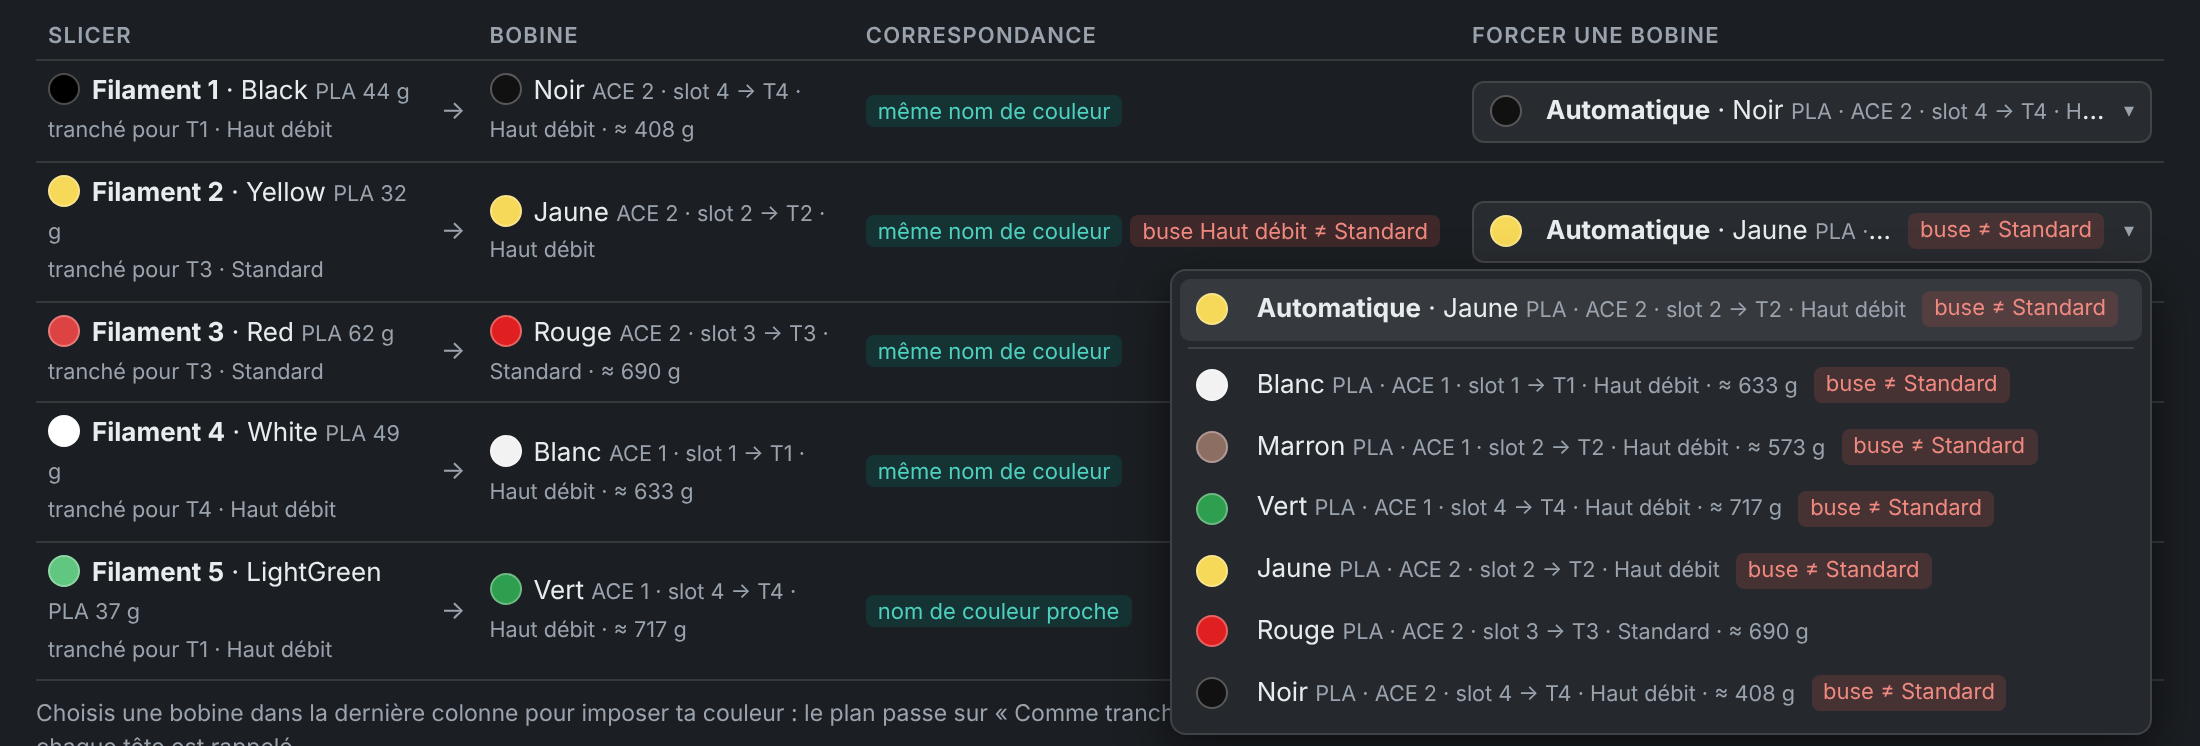 SLICER BOBINE CORRESPONDANCE FORCER UNE BOBINE
Filament 1 · Black PLA 44 g
tranché pour T1 · Haut débit
→
Noir ACE 2 · slot 4 → T4 ·
Haut débit · ≈ 408 g
même nom de couleur
Automatique · Noir PLA · ACE 2 · slot 4 → T4 · H... ▼
Filament 2 · Yellow PLA 32
g
tranché pour T3 · Standard
→
Jaune ACE 2 · slot 2 → T2 ·
Haut débit
même nom de couleur buse Haut débit ≠ Standard
Automatique · Jaune PLA ·... buse ≠ Standard ▼
Filament 3 · Red PLA 62 g
tranché pour T3 · Standard
→
Rouge ACE 2 · slot 3 → T3 ·
Standard · ≈ 690 g
même nom de couleur
Filament 4 · White PLA 49
g
tranché pour T4 · Haut débit
→
Blanc ACE 1 · slot 1 → T1 ·
Haut débit · ≈ 633 g
même nom de couleur
Filament 5 · LightGreen
PLA 37 g
tranché pour T1 · Haut débit
→
Vert ACE 1 · slot 4 → T4 ·
Haut débit · ≈ 717 g
nom de couleur proche
Automatique · Jaune PLA · ACE 2 · slot 2 → T2 · Haut débit buse ≠ Standard
Blanc PLA · ACE 1 · slot 1 → T1 · Haut débit · ≈ 633 g buse ≠ Standard
Marron PLA · ACE 1 · slot 2 → T2 · Haut débit · ≈ 573 g buse ≠ Standard
Vert PLA · ACE 1 · slot 4 → T4 · Haut débit · ≈ 717 g buse ≠ Standard
Jaune PLA · ACE 2 · slot 2 → T2 · Haut débit buse ≠ Standard
Rouge PLA · ACE 2 · slot 3 → T3 · Standard · ≈ 690 g
Noir PLA · ACE 2 · slot 4 → T4 · Haut débit · ≈ 408 g buse ≠ Standard
Choisis une bobine dans la dernière colonne pour imposer ta couleur : le plan passe sur « Comme tranch
chaque tête est rappelé